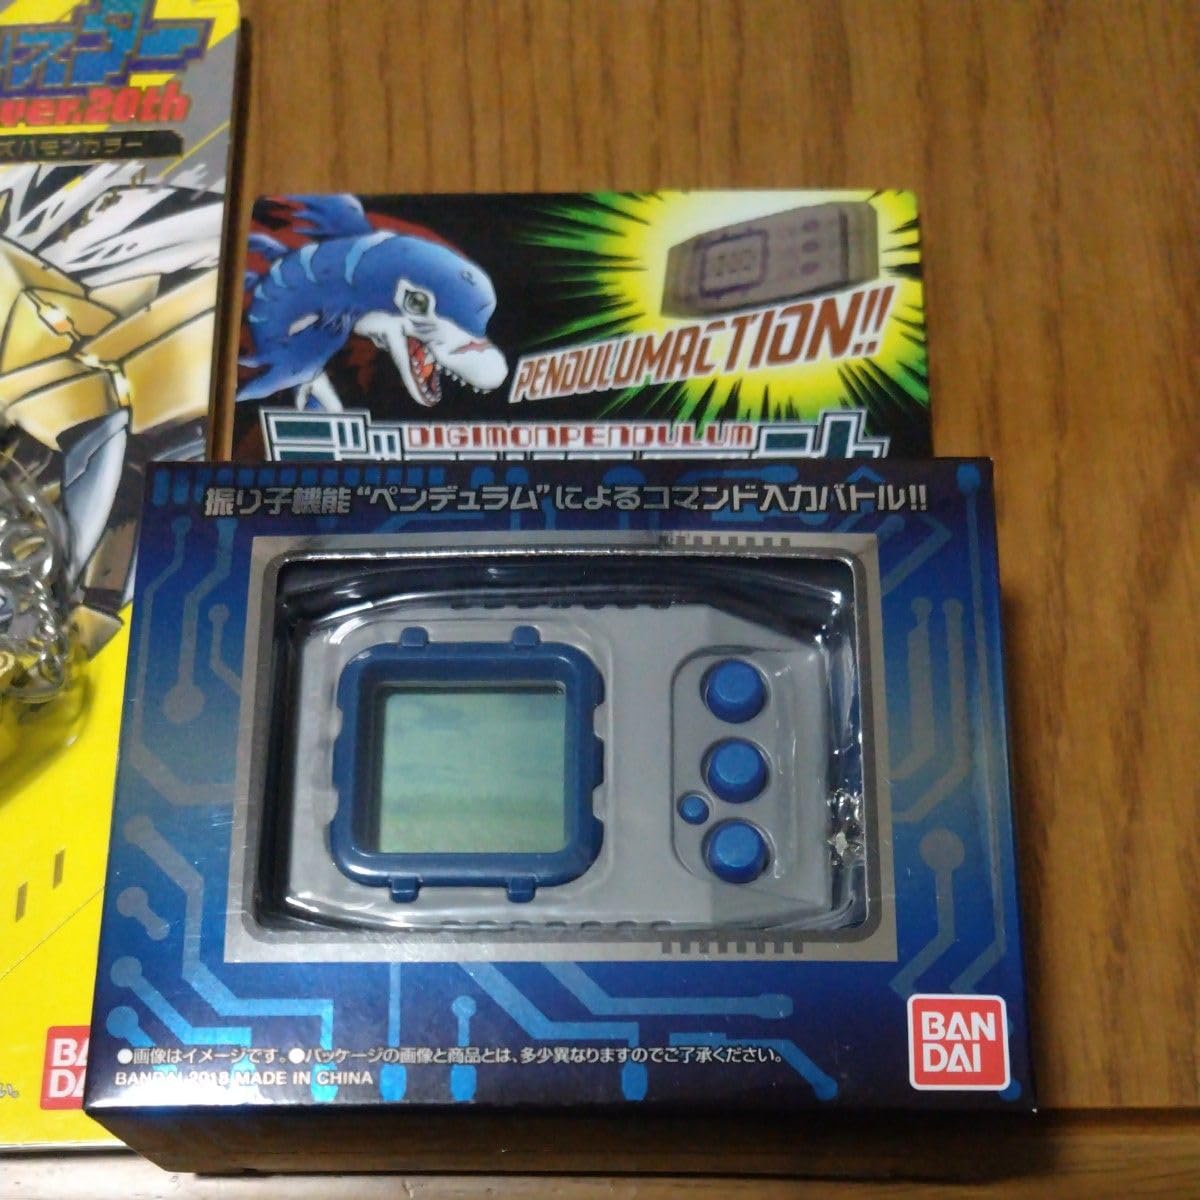 ver.20th
ズバモンカラー
PENDULUMACTION!!
DIGIMONPENDULUM
振り子機能“ペンデュラム”によるコマンド入力バトル!!
BAN
DAI
●画像はイメージです。●パッケージの画像と商品とは、多少異なりますのでご了承ください。
BANDAI 2018 MADE IN CHINA